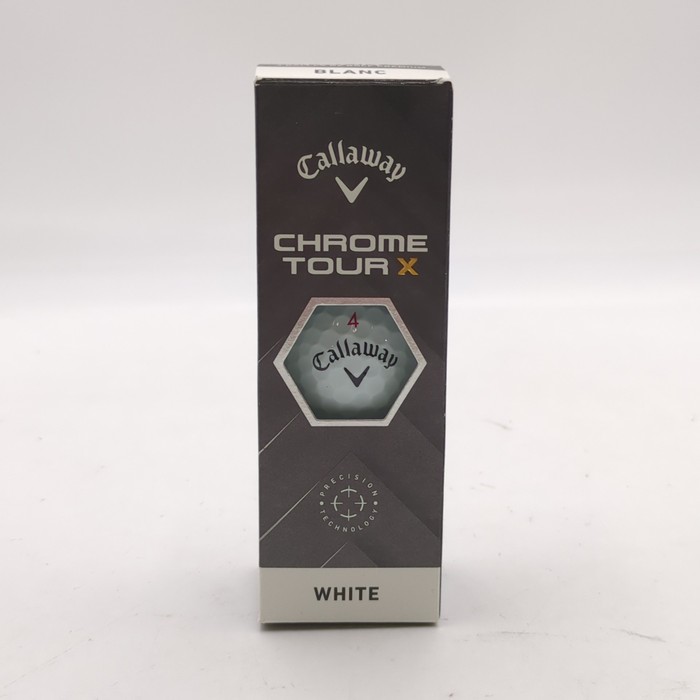 BLANC
Callaway
CHROME
TOUR X
4
Callaway
PRECISION
TECHNOLOGY
WHITE